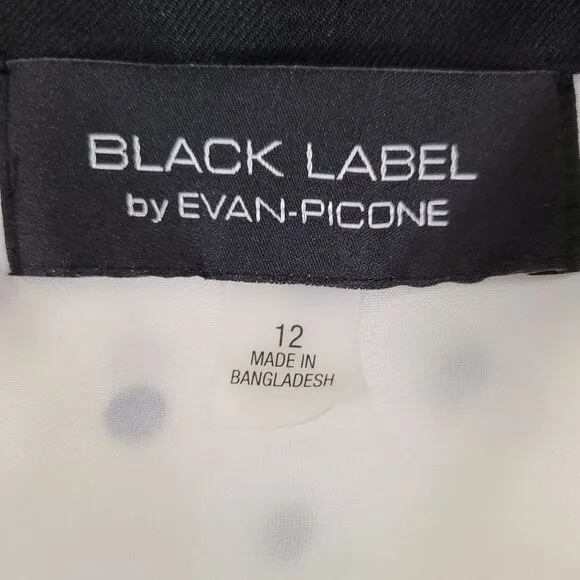 BLACK LABEL
by EVAN-PICONE
12
MADE IN
BANGLADESH